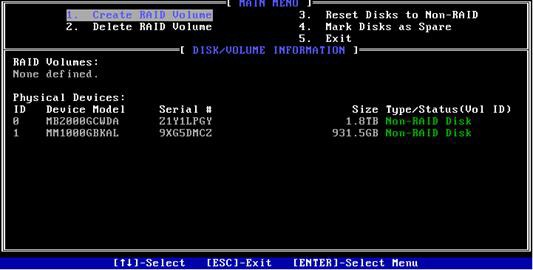 [ MAIN MENU ]
1. Create RAID Volume
2. Delete RAID Volume
3. Reset Disks to Non-RAID
4. Mark Disks as Spare
5. Exit
[ DISK/VOLUME INFORMATION ]
RAID Volumes:
None defined.
Physical Devices:
ID Device Model Serial # Size Type/Status(Vol ID)
0 MB2000GCWDA Z1Y1LPGY 1.8TB Non-RAID Disk
1 MM1000GBKAL 9XG5DMCZ 931.5GB Non-RAID Disk
[↑↓]-Select [ESC]-Exit [ENTER]-Select Menu